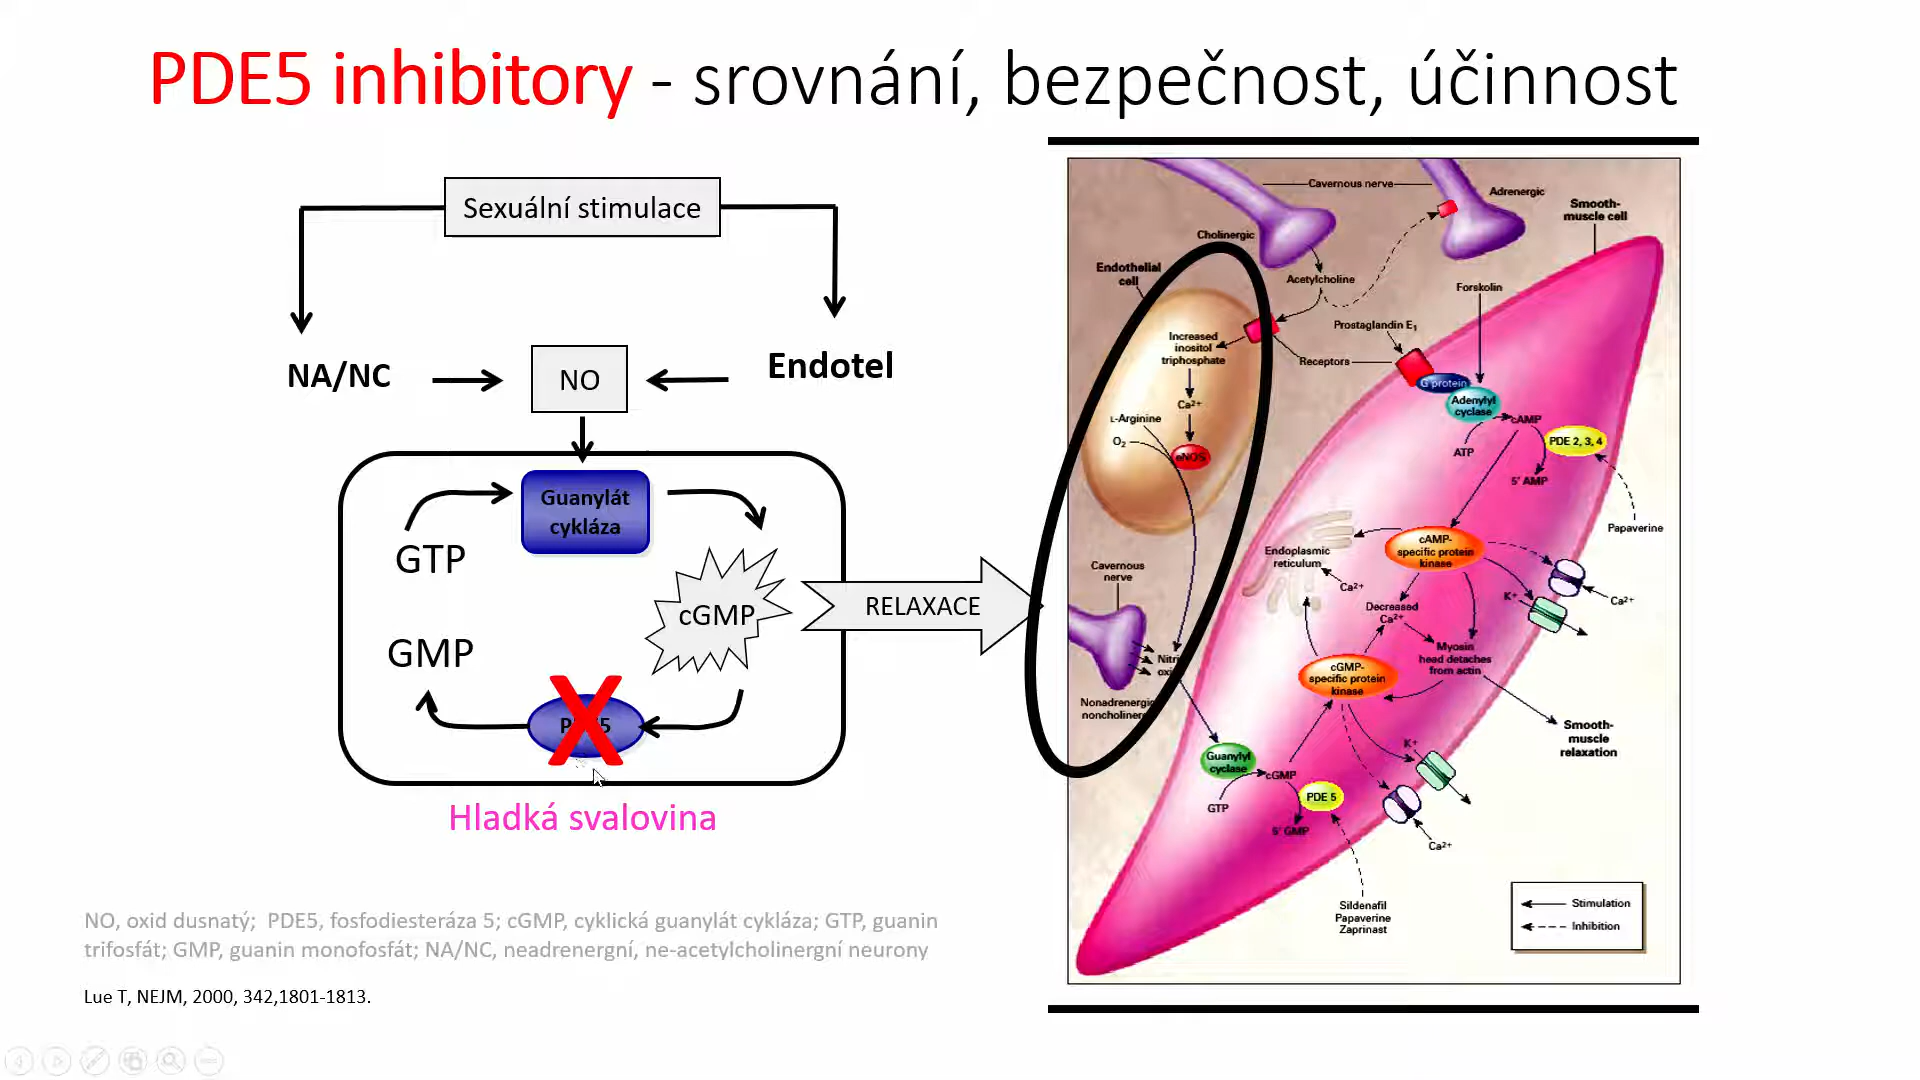 PDE5 inhibitory - srovnání, bezpečnost, účinnost
Sexuální stimulace
NA/NC
NO
Endotel
Guanylát
cykláza
GTP
cGMP
GMP
RELAXACE
Hladká svalovina
NO, oxid dusnatý;  PDE5, fosfodiesteráza 5; cGMP, cyklická guanylát cykláza; GTP, guanin
trifosfát; GMP, guanin monofosfát; NA/NC, neadrenergní, ne-acetylcholinergní neurony
Lue T, NEJM, 2000, 342,1801-1813.
Cavernous nerve
Adrenergic
Smooth-
muscle cell
Cholinergic
Endothelial
cell
Acetylcholine
Forskolin
Increased
inositol
triphosphate
Prostaglandin E1
Receptors
G protein
Adenylyl
cyclase
cAMP
PDE 2, 3, 4
ATP
5' AMP
Papaverine
Ca2+
L-Arginine
O2
eNOS
cAMP-
specific protein
kinase
Endoplasmic
reticulum
Ca2+
K+
Ca2+
Decreased
Ca2+
Cavernous
nerve
Myosin
head detaches
from actin
cGMP-
specific protein
kinase
Smooth-
muscle
relaxation
Guanylyl
cyclase
cGMP
GTP
PDE 5
5' GMP
K+
Ca2+
Sildenafil
Papaverine
Zaprinast
Stimulation
Inhibition